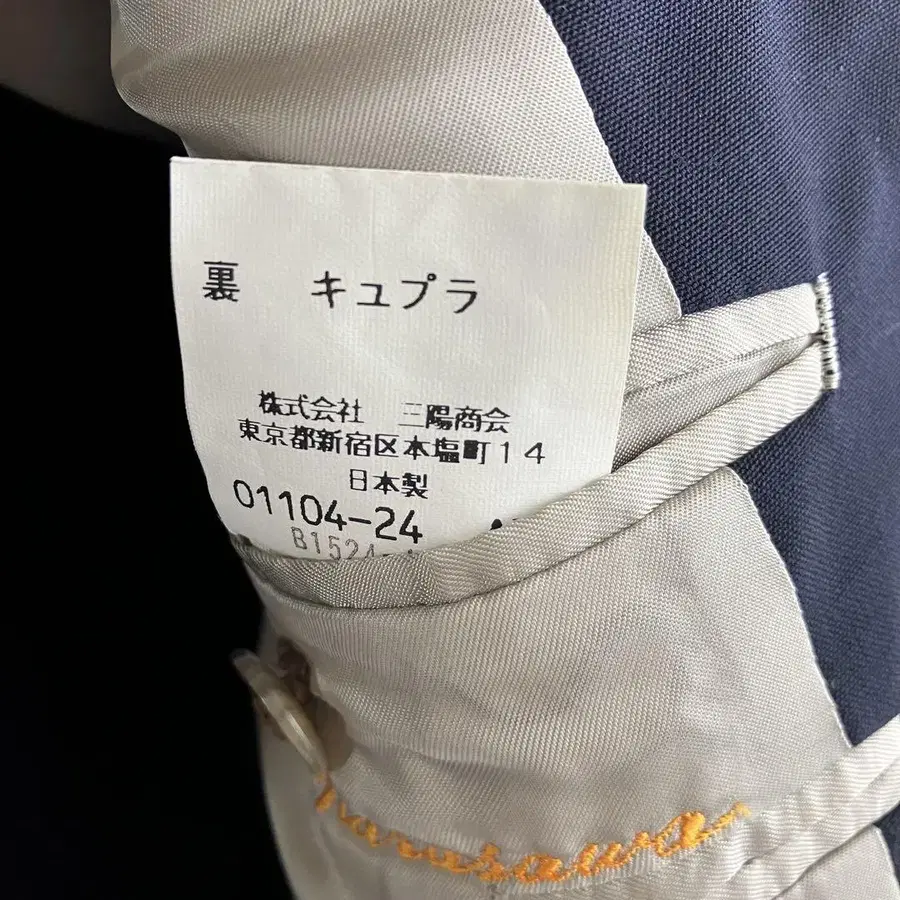 裏 キュプラ
株式会社 三陽商会
東京都新宿区本塩町14
日本製
01104-24
B1524